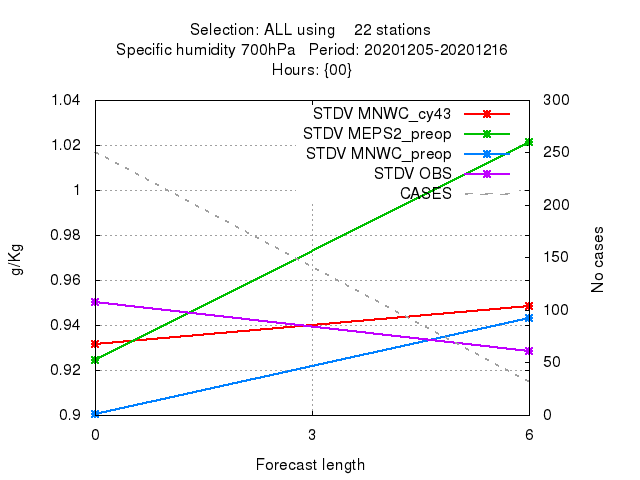 Selection: ALL using 22 stations
Specific humidity 700hPa Period: 20201205-20201216
Hours: {00}
1.04
1.02
1
0.98
0.96
0.94
0.92
0.9
g/Kg
STDV MNWC_cy43
STDV MEPS2_preop
STDV MNWC_preop
STDV OBS
CASES
300
250
200
150
100
50
0
No cases
0 3 6
Forecast length